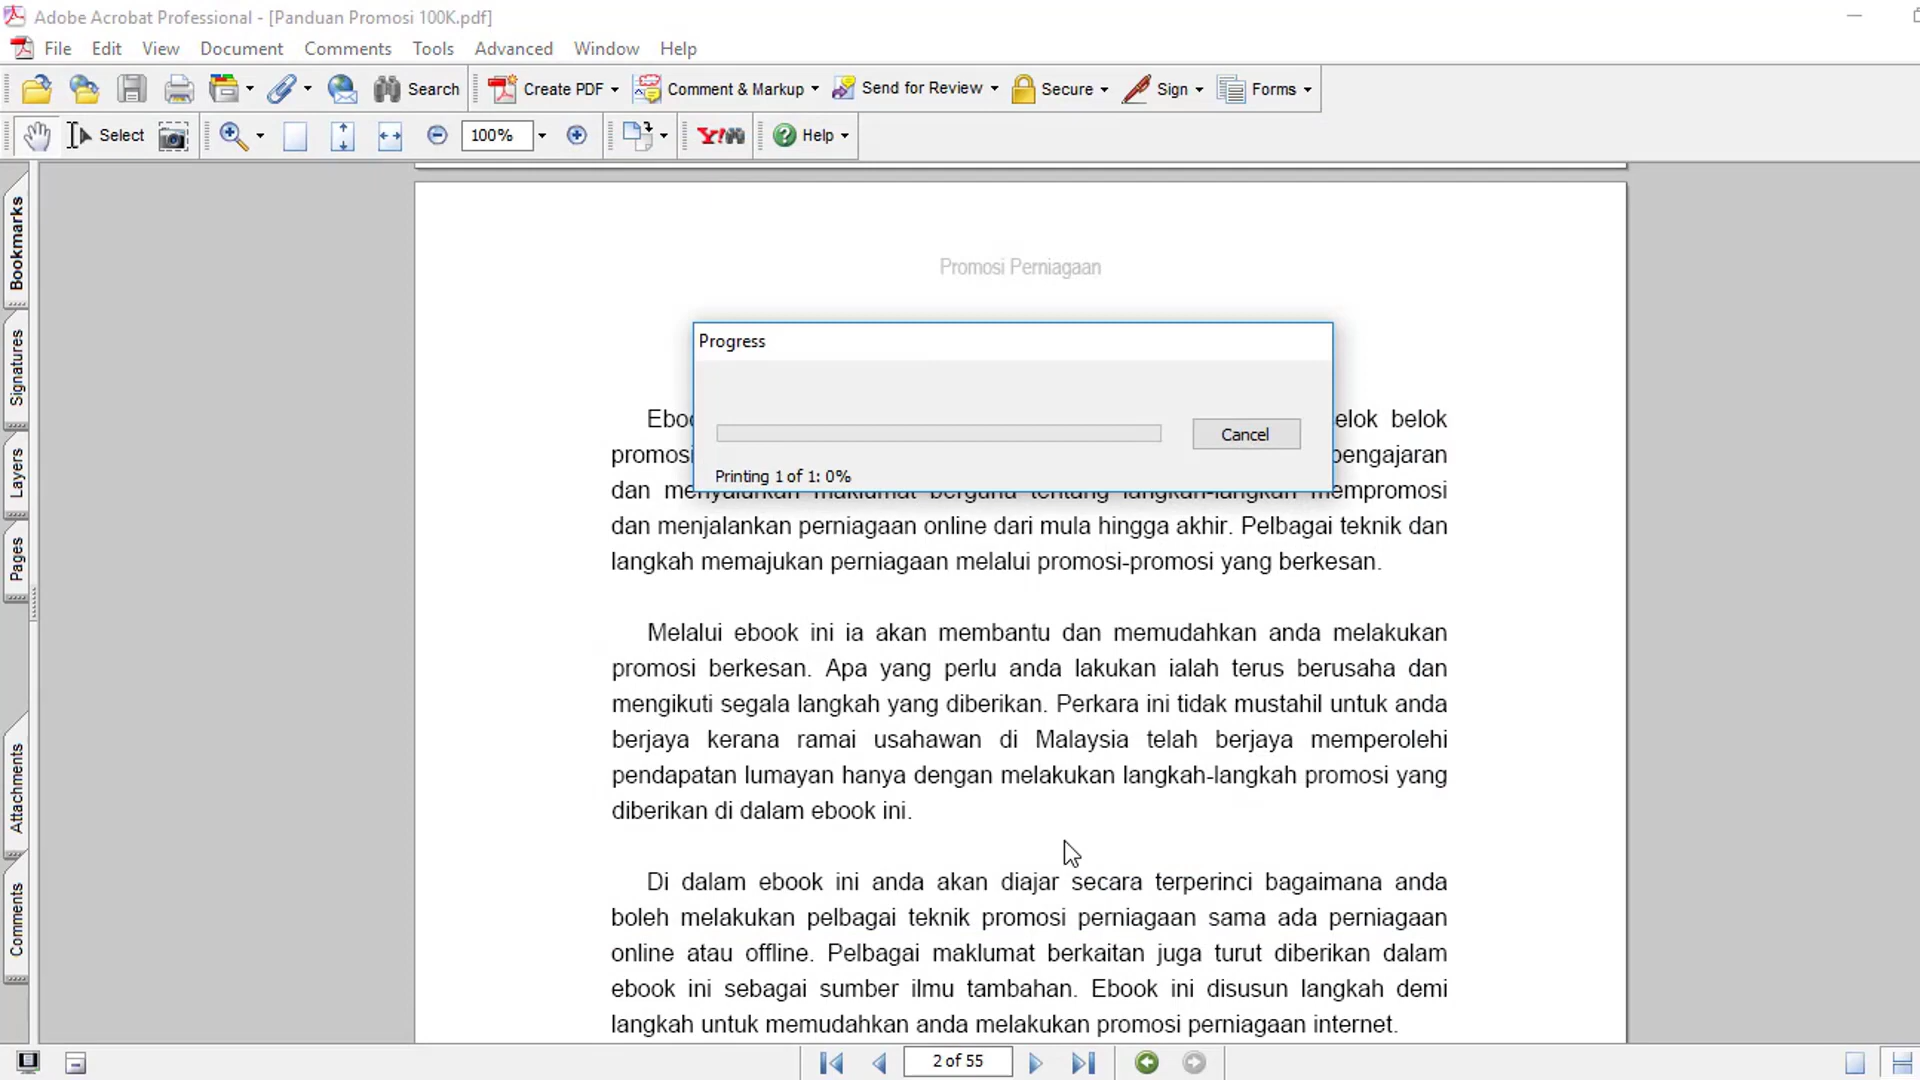 Adobe Acrobat Professional - [Panduan Promosi 100K.pdf]
File Edit View Document Comments Tools Advanced Window Help
Search Create PDF Comment & Markup Send for Review Secure Sign Forms
Select 100% Y! Help
Bookmarks
Signatures
Layers
Pages
Attachments
Comments
Promosi Perniagaan
Progress
Cancel
Printing 1 of 1: 0%
elok belok
promosi pengajaran
dan menyalurkan maklumat berguna tentang langkah-langkah mempromosi
dan menjalankan perniagaan online dari mula hingga akhir. Pelbagai teknik dan
langkah memajukan perniagaan melalui promosi-promosi yang berkesan.
Melalui ebook ini ia akan membantu dan memudahkan anda melakukan
promosi berkesan. Apa yang perlu anda lakukan ialah terus berusaha dan
mengikuti segala langkah yang diberikan. Perkara ini tidak mustahil untuk anda
berjaya kerana ramai usahawan di Malaysia telah berjaya memperolehi
pendapatan lumayan hanya dengan melakukan langkah-langkah promosi yang
diberikan di dalam ebook ini.
Di dalam ebook ini anda akan diajar secara terperinci bagaimana anda
boleh melakukan pelbagai teknik promosi perniagaan sama ada perniagaan
online atau offline. Pelbagai maklumat berkaitan juga turut diberikan dalam
ebook ini sebagai sumber ilmu tambahan. Ebook ini disusun langkah demi
langkah untuk memudahkan anda melakukan promosi perniagaan internet.
2 of 55